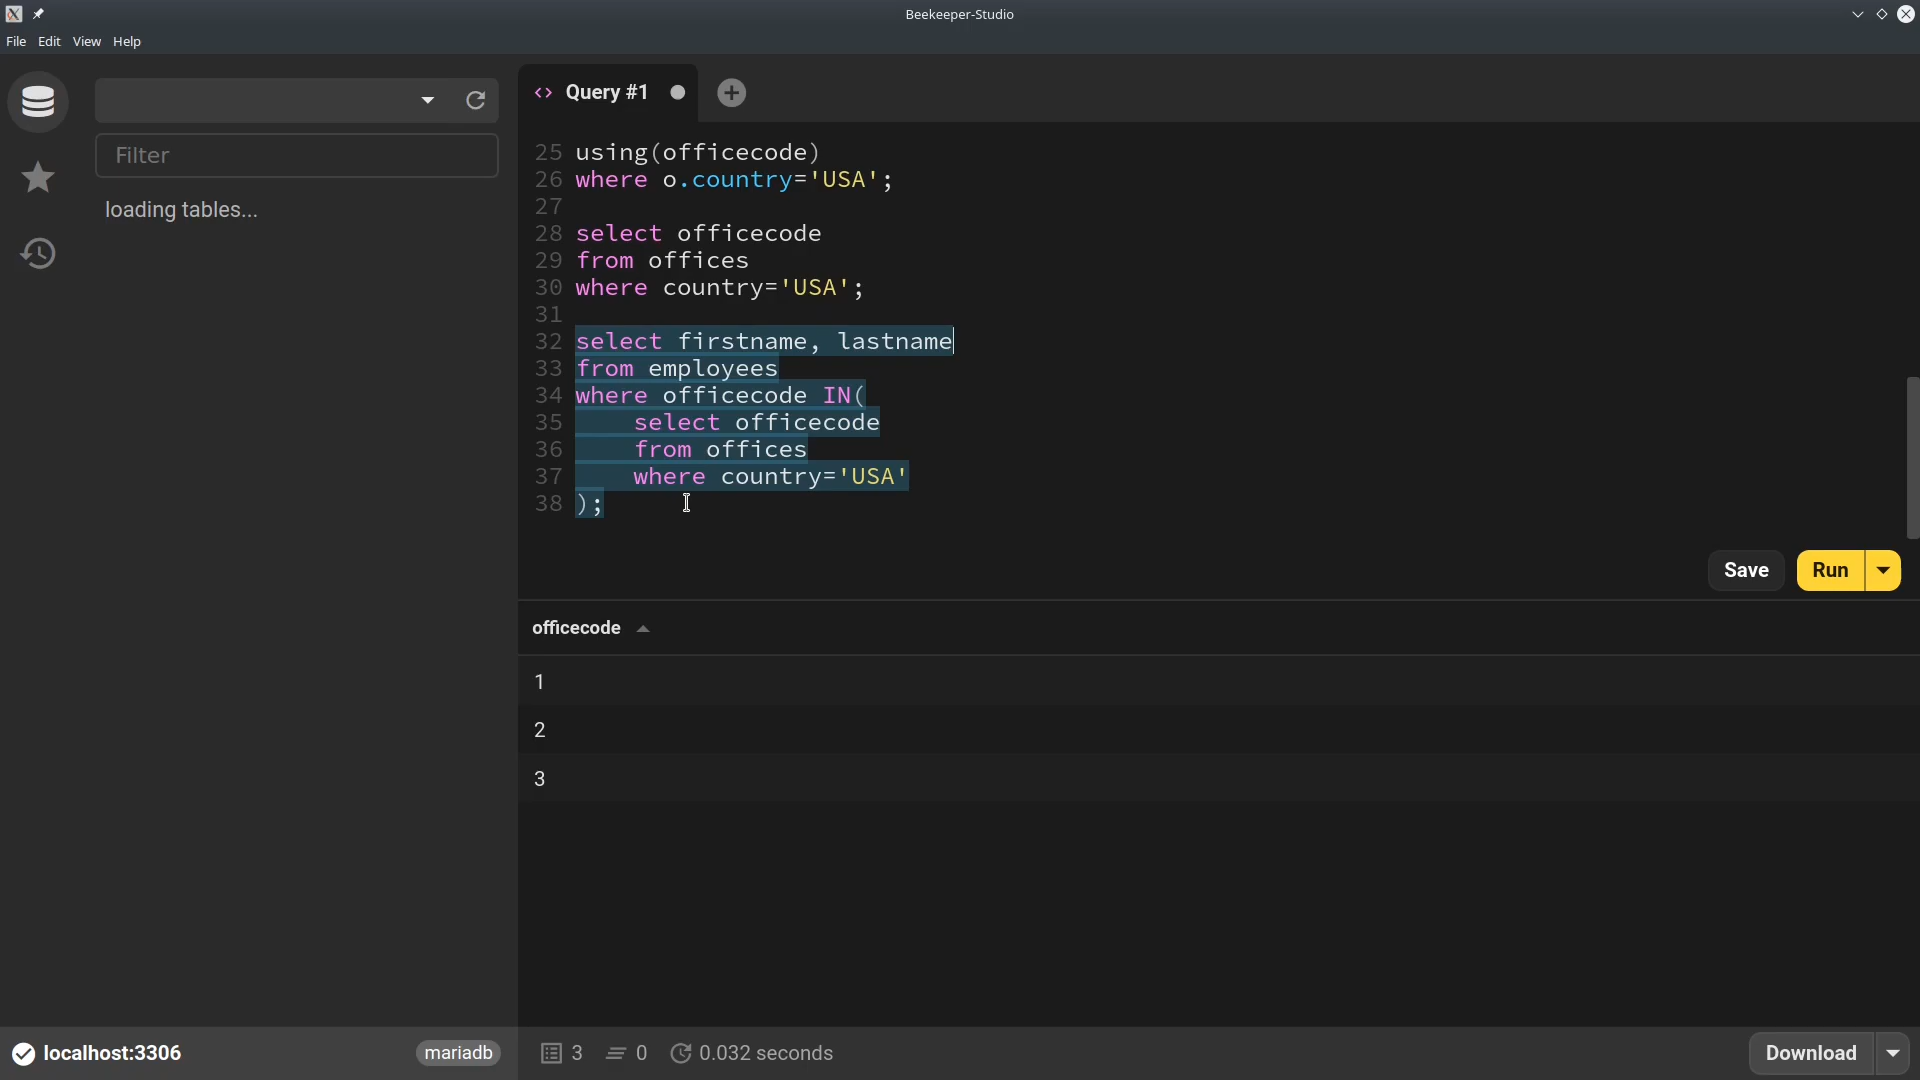 Beekeeper-Studio
File Edit View Help
Query #1
Filter
loading tables...
25 using(officecode)
26 where o.country='USA';
27
28 select officecode
29 from offices
30 where country='USA';
31
32 select firstname, lastname
33 from employees
34 where officecode IN(
35     select officecode
36     from offices
37     where country='USA'
38 );
Save Run
officecode
1
2
3
localhost:3306 mariadb 3 0 0.032 seconds Download